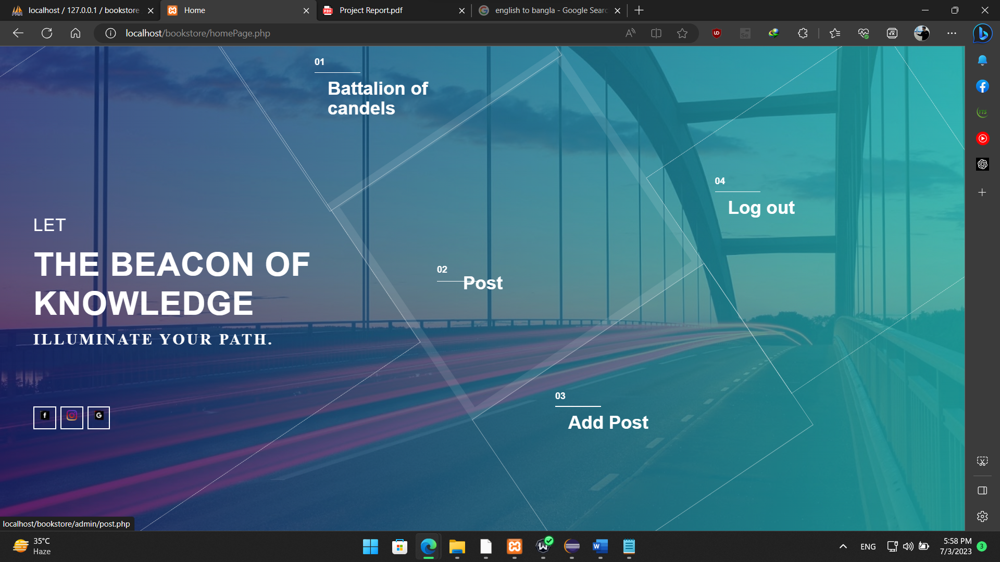 localhost / 127.0.0.1 / bookstore
Home
Project Report.pdf
english to bangla - Google Searc
localhost/bookstore/homePage.php
01
Battalion of
candels
04
Log out
LET
THE BEACON OF
KNOWLEDGE
ILLUMINATE YOUR PATH.
02
Post
03
Add Post
localhost/bookstore/admin/post.php
35°C
Haze
ENG
5:58 PM
7/3/2023
3